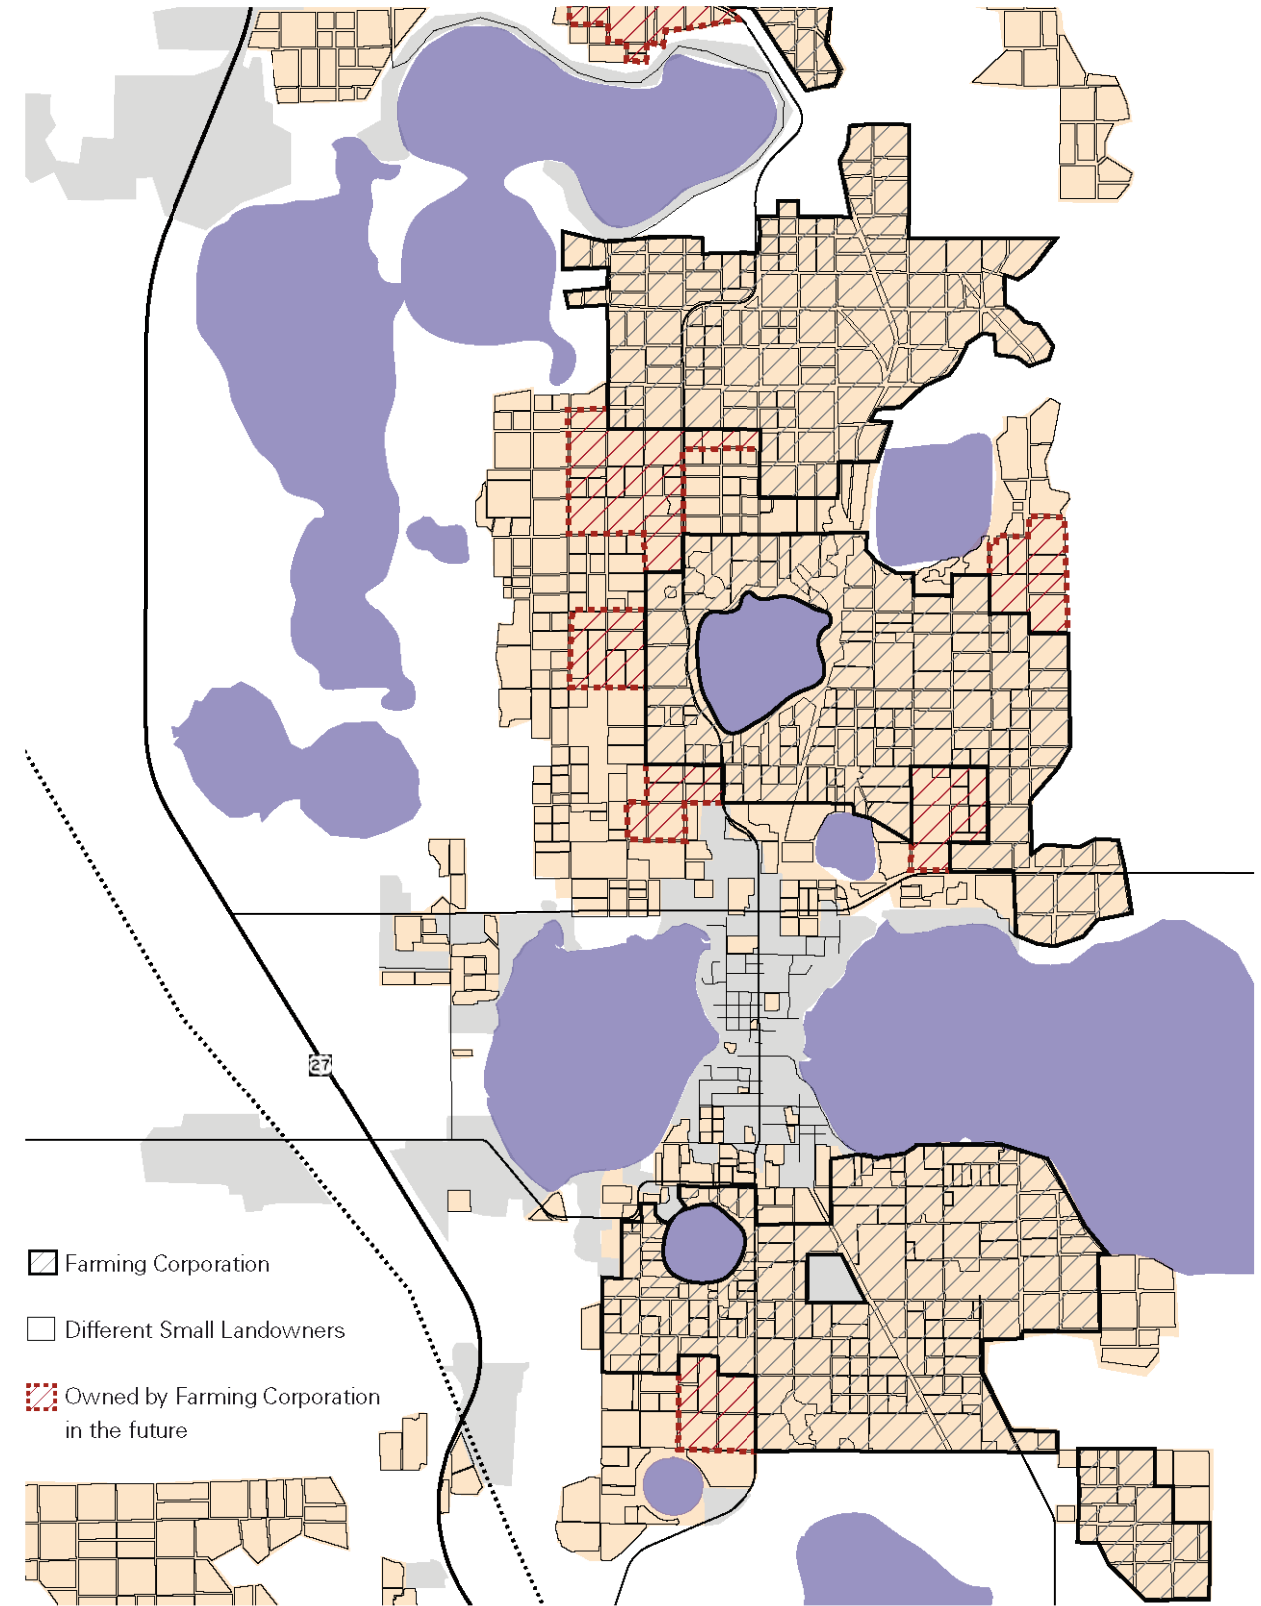 27
Farming Corporation
Different Small Landowners
Owned by Farming Corporation
in the future